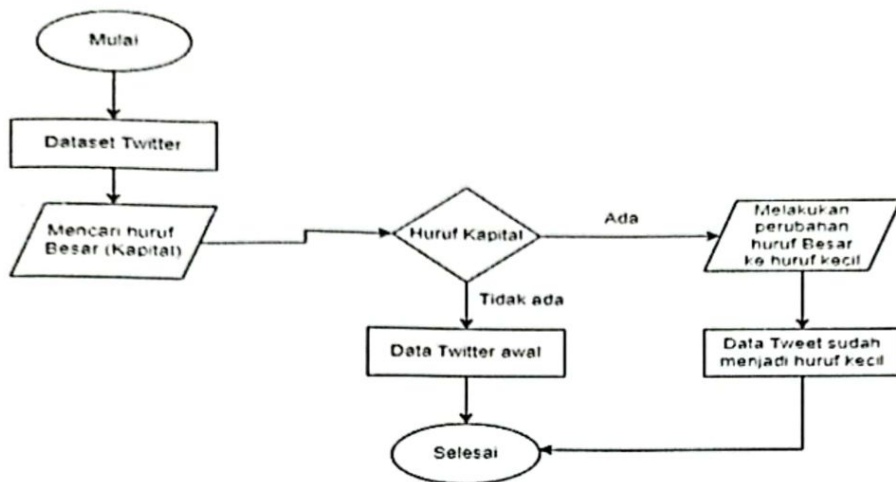 Mulai
Dataset Twitter
Mencari huruf
Besar (Kapital)
Huruf Kapital
Ada
Melakukan
perubahan
huruf Besar
ke huruf kecil
Tidak ada
Data Twitter awal
Data Tweet sudah
menjadi huruf kecil
Selesai